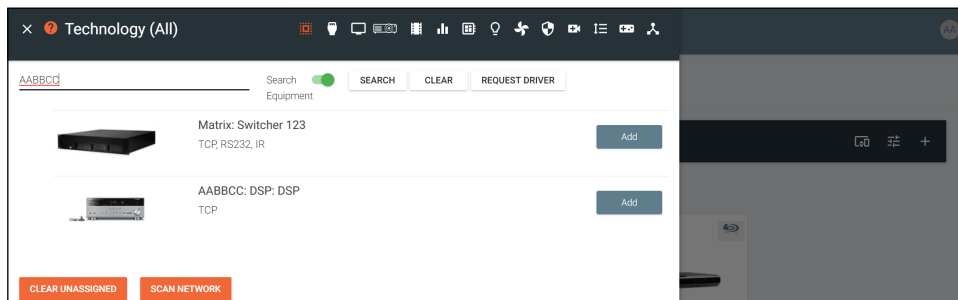 Technology (All)
AA
AABBCC
Search
Equipment
SEARCH
CLEAR
REQUEST DRIVER
Matrix: Switcher 123
TCP, RS232, IR
Add
AABBCC: DSP: DSP
TCP
Add
CLEAR UNASSIGNED
SCAN NETWORK